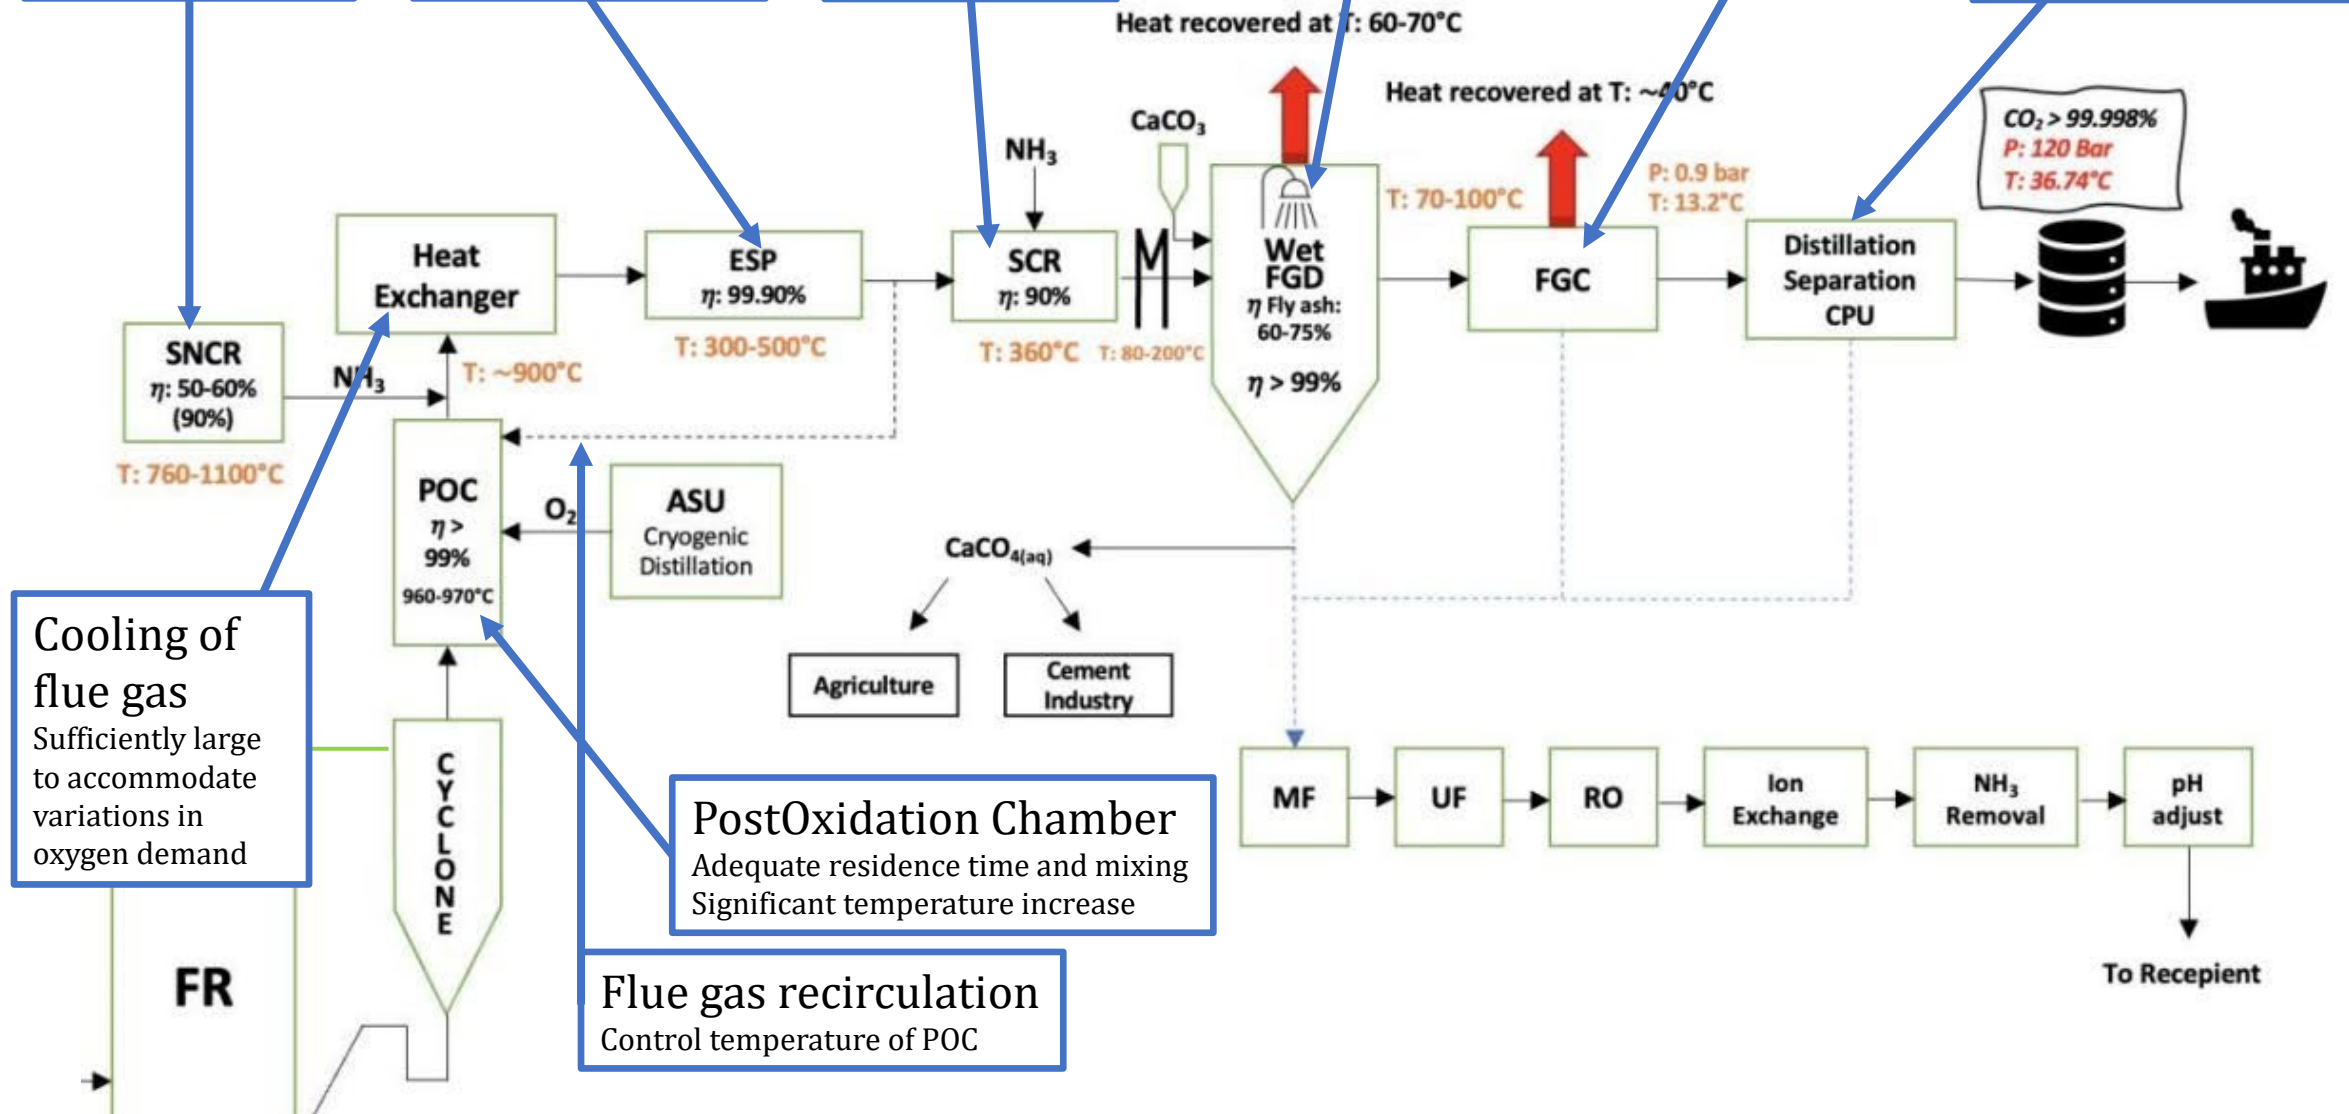 Heat recovered at T: 60-70°C
Heat recovered at T: ~40°C
CaCO₃
NH₃
CO₂ > 99.998%
P: 120 Bar
T: 36.74°C
P: 0.9 bar
T: 13.2°C
T: 70-100°C
Heat
Exchanger
ESP
η: 99.90%
T: 300-500°C
SCR
η: 90%
T: 360°C
T: 80-200°C
Wet
FGD
η Fly ash:
60-75%
η > 99%
FGC
Distillation
Separation
CPU
SNCR
η: 50-60%
(90%)
T: 760-1100°C
NH₃
T: ~900°C
POC
η >
99%
960-970°C
O₂
ASU
Cryogenic
Distillation
CaCO₄₍aq₎
Agriculture
Cement
Industry
Cooling of
flue gas
Sufficiently large
to accommodate
variations in
oxygen demand
CYCLONE
PostOxidation Chamber
Adequate residence time and mixing
Significant temperature increase
Flue gas recirculation
Control temperature of POC
FR
MF
UF
RO
Ion
Exchange
NH₃
Removal
pH
adjust
To Recepient